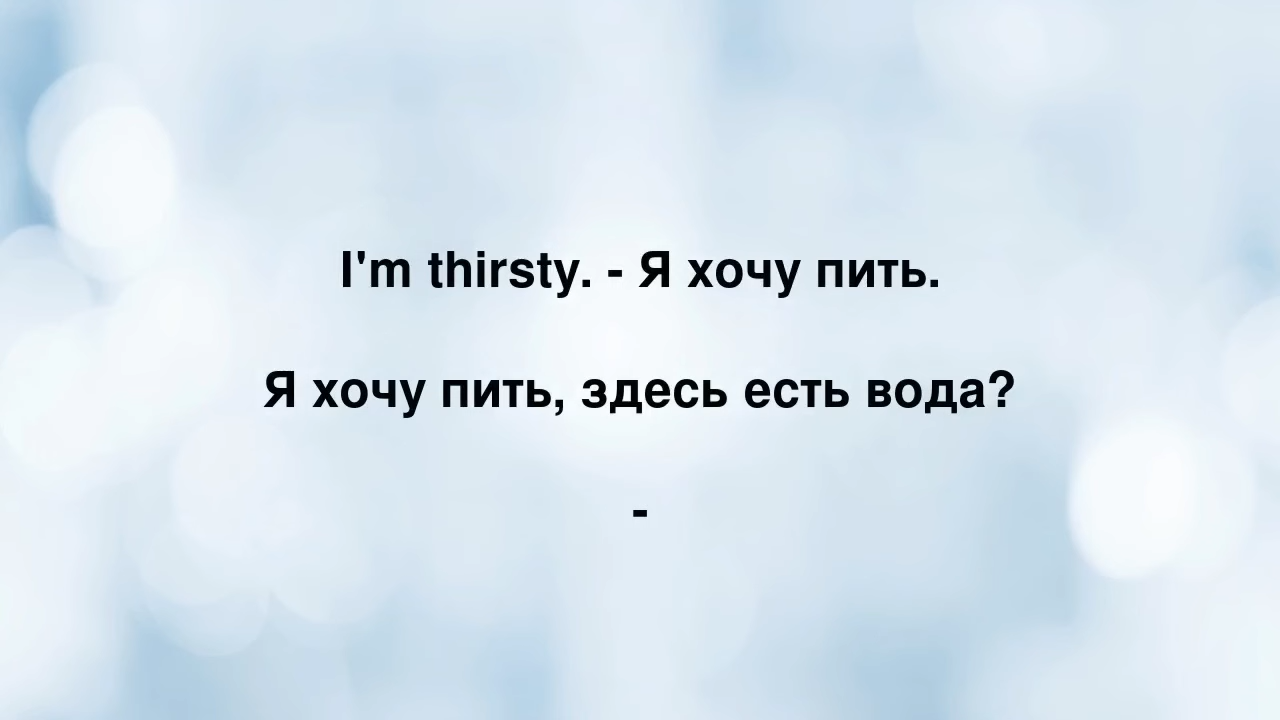 I'm thirsty. - Я хочу пить.
Я хочу пить, здесь есть вода?
-